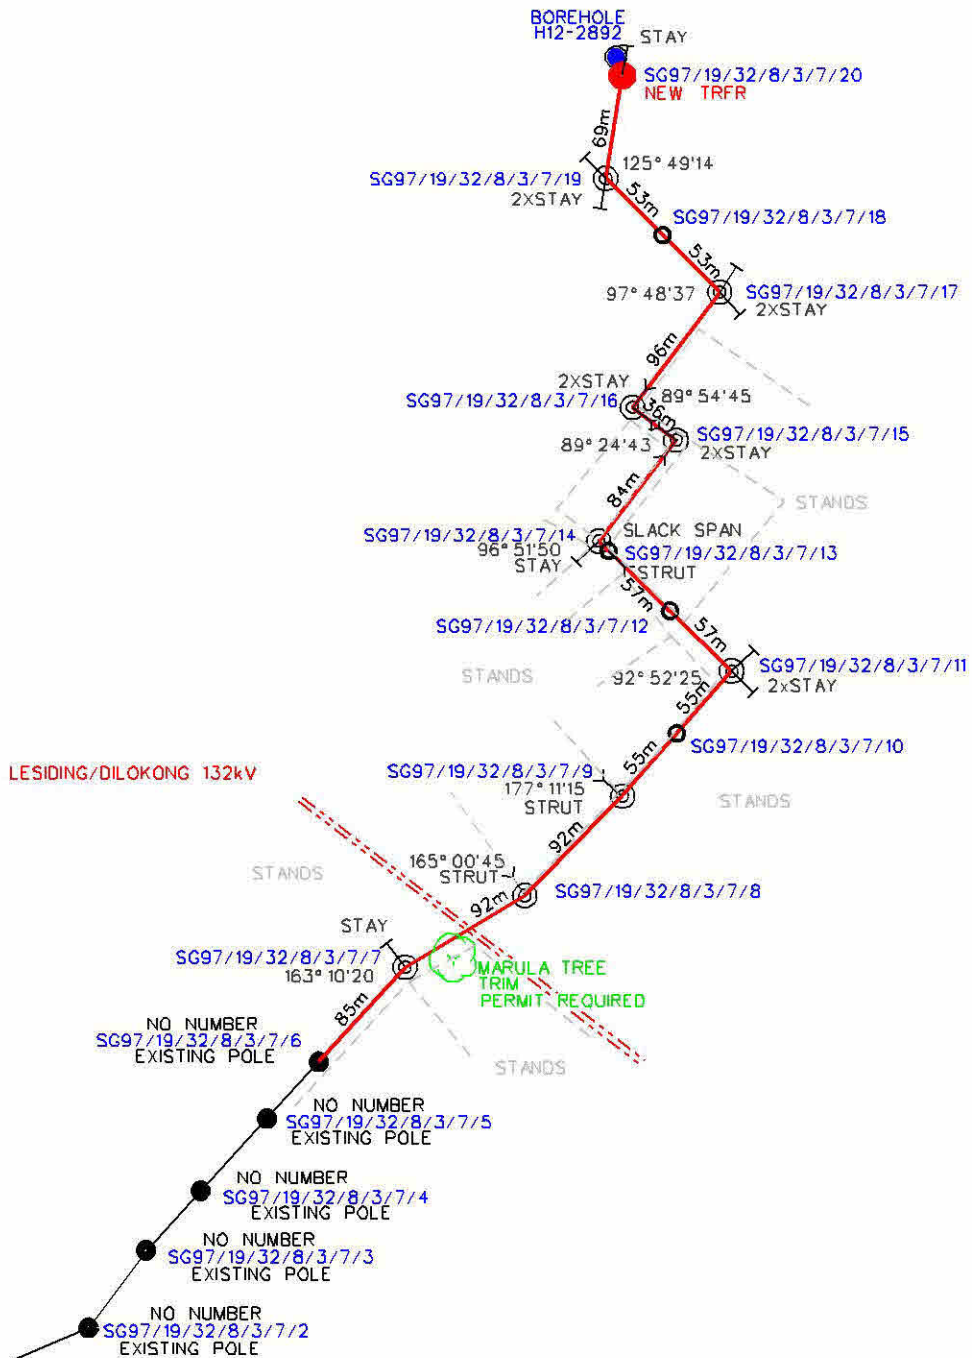 BOREHOLE
H12-2892
STAY
SG97/19/32/8/3/7/20
NEW TRFR
69m
125° 49'14
SG97/19/32/8/3/7/19
2XSTAY
53m
SG97/19/32/8/3/7/18
53m
97° 48'37
SG97/19/32/8/3/7/17
2XSTAY
96m
2XSTAY
89° 54'45
SG97/19/32/8/3/7/16
36m
SG97/19/32/8/3/7/15
89° 24'43
2XSTAY
84m
STANDS
SG97/19/32/8/3/7/14
SLACK SPAN
96° 51'50
SG97/19/32/8/3/7/13
STAY
STRUT
57m
SG97/19/32/8/3/7/12
57m
SG97/19/32/8/3/7/11
STANDS
92° 52'25
2xSTAY
55m
SG97/19/32/8/3/7/10
55m
LESIDING/DILOKONG 132kV
SG97/19/32/8/3/7/9
177° 11'15
STRUT
STANDS
92m
165° 00'45
STRUT
STANDS
SG97/19/32/8/3/7/8
92m
STAY
SG97/19/32/8/3/7/7
163° 10'20
MARULA TREE
TRIM
PERMIT REQUIRED
85m
NO NUMBER
SG97/19/32/8/3/7/6
EXISTING POLE
STANDS
NO NUMBER
SG97/19/32/8/3/7/5
EXISTING POLE
NO NUMBER
SG97/19/32/8/3/7/4
EXISTING POLE
NO NUMBER
SG97/19/32/8/3/7/3
EXISTING POLE
NO NUMBER
SG97/19/32/8/3/7/2
EXISTING POLE